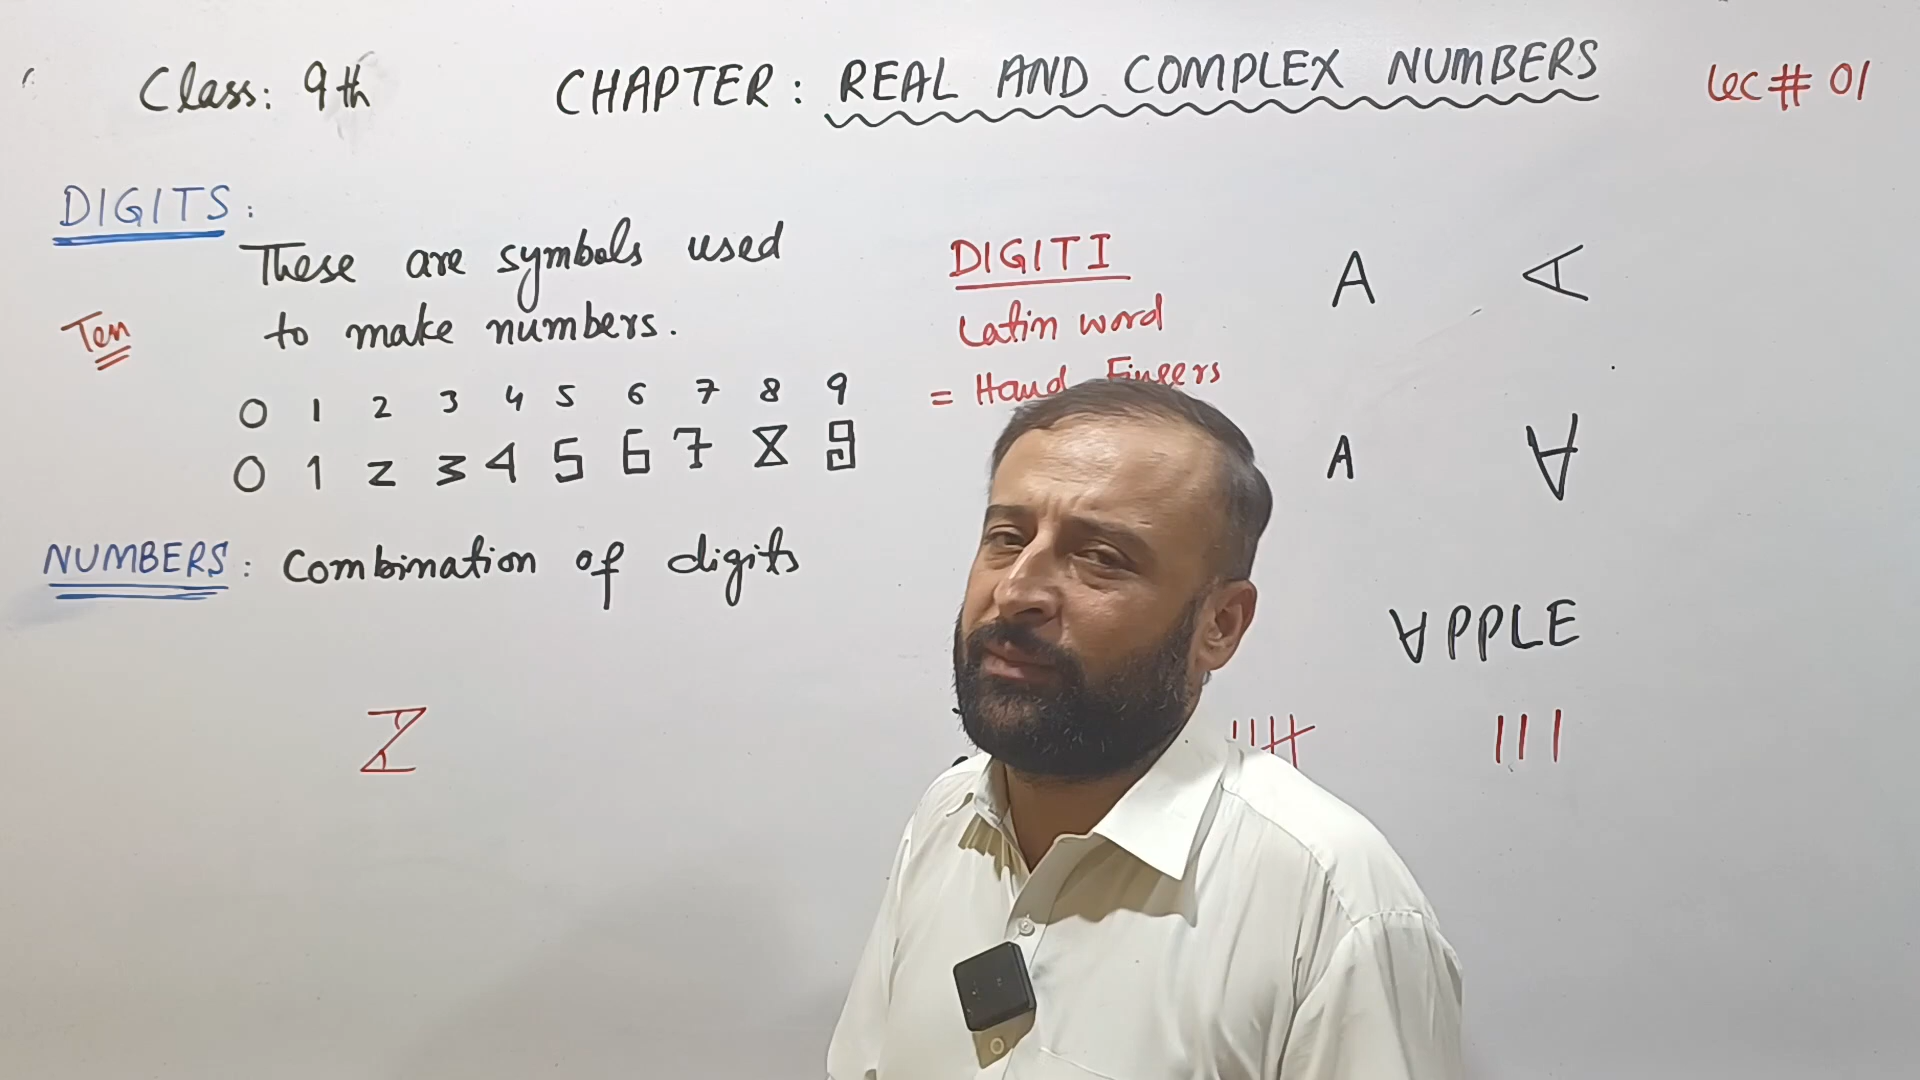 Class: 9th CHAPTER: REAL AND COMPLEX NUMBERS Lec # 01
DIGITS:
These are symbols used
Ten to make numbers.
0 1 2 3 4 5 6 7 8 9
0 1 2 3 4 5 6 7 8 9
NUMBERS: Combination of digits
Z
DIGITI
Latin word
= Hand Fingers
A A
A ∀
∀PPLE
III